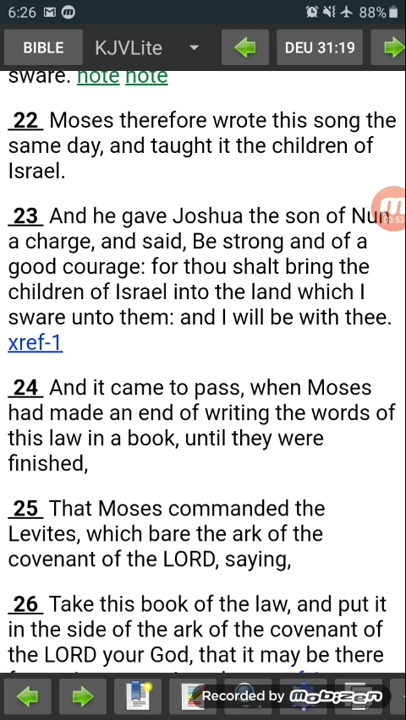 6:26 88%
BIBLE KJVLite DEU 31:19
sware. note note
22 Moses therefore wrote this song the
same day, and taught it the children of
Israel.
23 And he gave Joshua the son of Nun
a charge, and said, Be strong and of a
good courage: for thou shalt bring the
children of Israel into the land which I
sware unto them: and I will be with thee.
xref-1
24 And it came to pass, when Moses
had made an end of writing the words of
this law in a book, until they were
finished,
25 That Moses commanded the
Levites, which bare the ark of the
covenant of the LORD, saying,
26 Take this book of the law, and put it
in the side of the ark of the covenant of
the LORD your God, that it may be there
Recorded by mobizen